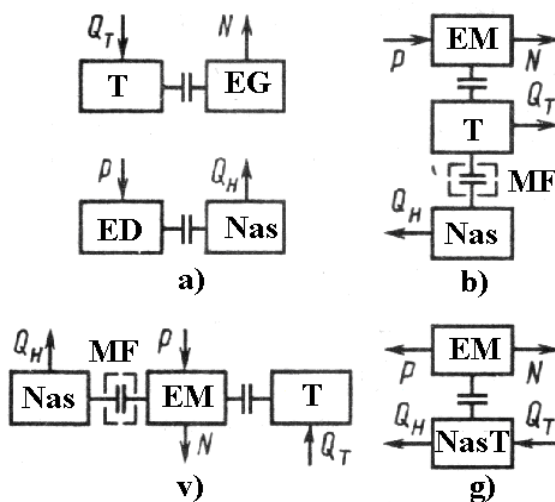 Q_T N
T EG
P Q_H
ED Nas
a)
P EM N
Q_T
T
MF
Q_H
Nas
b)
Q_H MF P
Nas EM T
N Q_T
v)
EM
P N
Q_H Q_T
NasT
g)